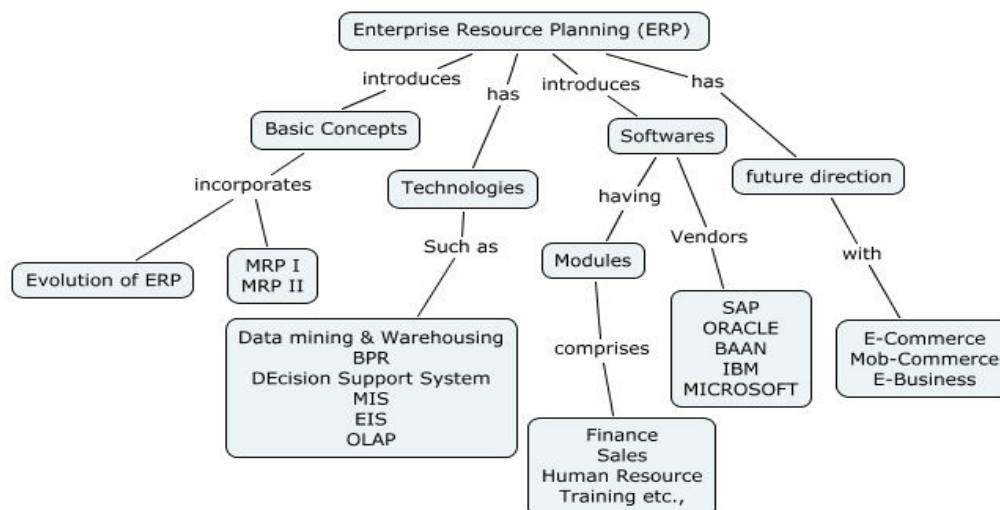 Enterprise Resource Planning (ERP)
introduces
has
introduces
has
Basic Concepts
Technologies
Softwares
future direction
incorporates
Such as
having
Vendors
with
Evolution of ERP
MRP I
MRP II
Data mining & Warehousing
BPR
DEcision Support System
MIS
EIS
OLAP
Modules
comprises
Finance
Sales
Human Resource
Training etc.,
SAP
ORACLE
BAAN
IBM
MICROSOFT
E-Commerce
Mob-Commerce
E-Business